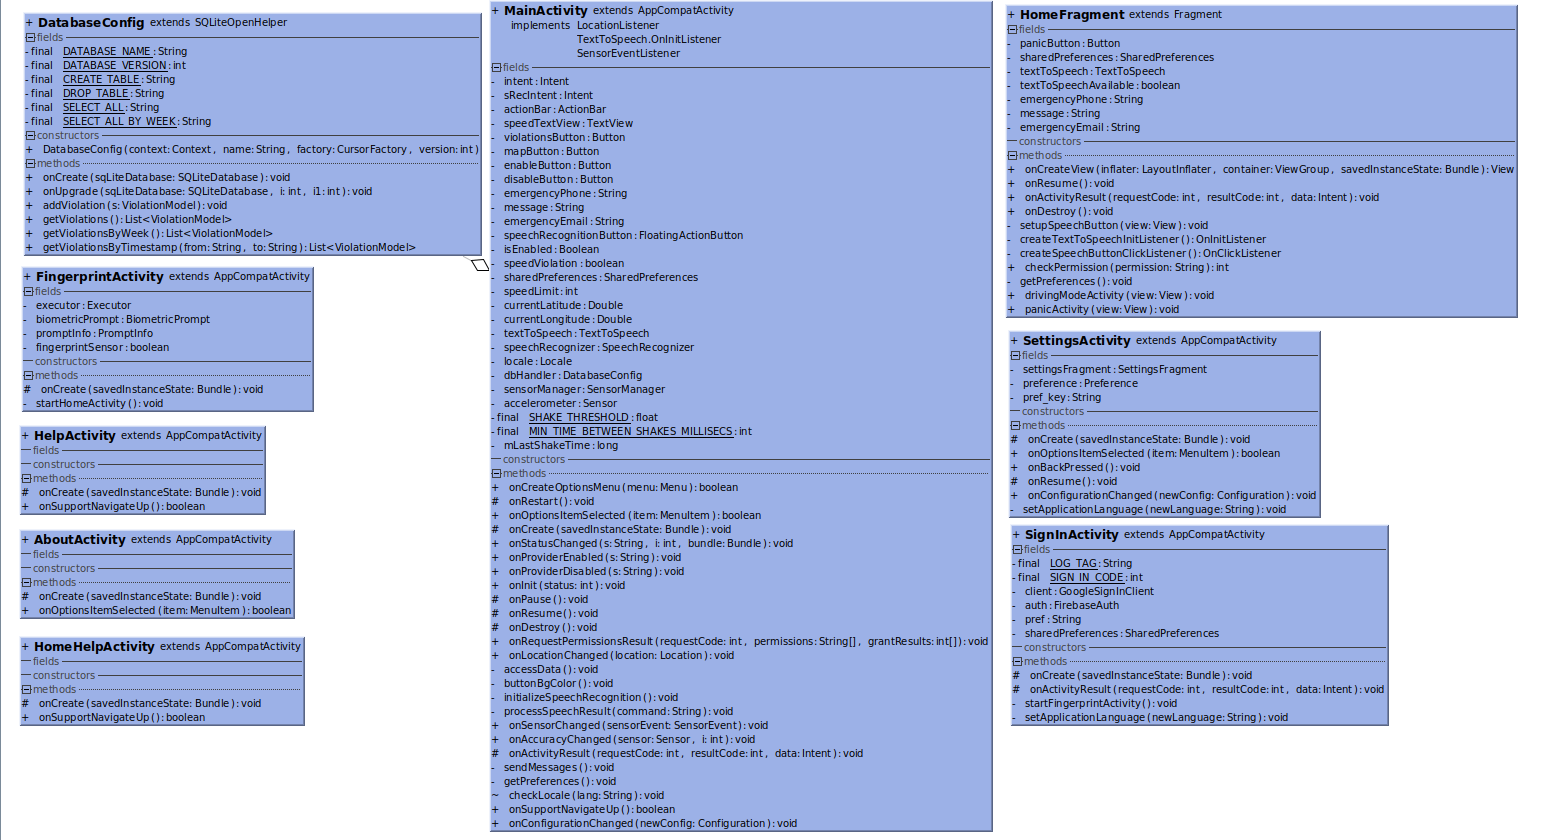 + DatabaseConfig extends SQLiteOpenHelper
fields
- final DATABASE_NAME : String
- final DATABASE_VERSION : int
- final CREATE_TABLE : String
- final DROP_TABLE : String
- final SELECT_ALL : String
- final SELECT_ALL_BY_WEEK : String
constructors
+ DatabaseConfig (context: Context, name: String, factory: CursorFactory, version: int)
methods
+ onCreate (sqLiteDatabase: SQLiteDatabase) : void
+ onUpgrade (sqLiteDatabase: SQLiteDatabase, i: int, i1: int) : void
+ addViolation (s: ViolationModel) : void
+ getViolations () : List<ViolationModel>
+ getViolationsByWeek () : List<ViolationModel>
+ getViolationsByTimestamp (from: String, to: String) : List<ViolationModel>
+ FingerprintActivity extends AppCompatActivity
fields
- executor : Executor
- biometricPrompt : BiometricPrompt
- promptInfo : PromptInfo
- fingerprintSensor : boolean
constructors
methods
# onCreate (savedInstanceState: Bundle) : void
- startHomeActivity () : void
+ HelpActivity extends AppCompatActivity
fields
constructors
methods
# onCreate (savedInstanceState: Bundle) : void
+ onSupportNavigateUp () : boolean
+ AboutActivity extends AppCompatActivity
fields
constructors
methods
# onCreate (savedInstanceState: Bundle) : void
+ onOptionsItemSelected (item: MenuItem) : boolean
+ HomeHelpActivity extends AppCompatActivity
fields
constructors
methods
# onCreate (savedInstanceState: Bundle) : void
+ onSupportNavigateUp () : boolean
+ MainActivity extends AppCompatActivity
implements LocationListener
TextToSpeech.OnInitListener
SensorEventListener
fields
- intent : Intent
- sRecIntent : Intent
- actionBar : ActionBar
- speedTextView : TextView
- violationsButton : Button
- mapButton : Button
- enableButton : Button
- disableButton : Button
- emergencyPhone : String
- message : String
- emergencyEmail : String
- speechRecognitionButton : FloatingActionButton
- isEnabled : Boolean
- speedViolation : boolean
- sharedPreferences : SharedPreferences
- speedLimit : int
- currentLatitude : Double
- currentLongitude : Double
- textToSpeech : TextToSpeech
- speechRecognizer : SpeechRecognizer
- locale : Locale
- dbHandler : DatabaseConfig
- sensorManager : SensorManager
- accelerometer : Sensor
- final SHAKE_THRESHOLD : float
- final MIN_TIME_BETWEEN_SHAKES_MILLISECS : int
- mLastShakeTime : long
constructors
methods
+ onCreateOptionsMenu (menu: Menu) : boolean
# onRestart () : void
+ onOptionsItemSelected (item: MenuItem) : boolean
# onCreate (savedInstanceState: Bundle) : void
+ onStatusChanged (s: String, i: int, bundle: Bundle) : void
+ onProviderEnabled (s: String) : void
+ onProviderDisabled (s: String) : void
+ onInit (status: int) : void
# onPause () : void
# onResume () : void
# onDestroy () : void
+ onRequestPermissionsResult (requestCode: int, permissions: String[], grantResults: int[]) : void
+ onLocationChanged (location: Location) : void
- accessData () : void
- buttonBgColor () : void
- initializeSpeechRecognition () : void
- processSpeechResult (command: String) : void
+ onSensorChanged (sensorEvent: SensorEvent) : void
+ onAccuracyChanged (sensor: Sensor, i: int) : void
# onActivityResult (requestCode: int, resultCode: int, data: Intent) : void
- sendMessages () : void
- getPreferences () : void
~ checkLocale (lang: String) : void
+ onSupportNavigateUp () : boolean
+ onConfigurationChanged (newConfig: Configuration) : void
+ HomeFragment extends Fragment
fields
- panicButton : Button
- sharedPreferences : SharedPreferences
- textToSpeech : TextToSpeech
- textToSpeechAvailable : boolean
- emergencyPhone : String
- message : String
- emergencyEmail : String
constructors
methods
+ onCreateView (inflater: LayoutInflater, container: ViewGroup, savedInstanceState: Bundle) : View
+ onResume () : void
+ onActivityResult (requestCode: int, resultCode: int, data: Intent) : void
+ onDestroy () : void
- setupSpeechButton (view: View) : void
- createTextToSpeechInitListener () : OnInitListener
- createSpeechButtonClickListener () : OnClickListener
+ checkPermission (permission: String) : int
- getPreferences () : void
+ drivingModeActivity (view: View) : void
+ panicActivity (view: View) : void
+ SettingsActivity extends AppCompatActivity
fields
- settingsFragment : SettingsFragment
- preference : Preference
- pref_key : String
constructors
methods
# onCreate (savedInstanceState: Bundle) : void
+ onOptionsItemSelected (item: MenuItem) : boolean
+ onBackPressed () : void
# onResume () : void
+ onConfigurationChanged (newConfig: Configuration) : void
- setApplicationLanguage (newLanguage: String) : void
+ SignInActivity extends AppCompatActivity
fields
- final LOG_TAG : String
- final SIGN_IN_CODE : int
- client : GoogleSignInClient
- auth : FirebaseAuth
- pref : String
- sharedPreferences : SharedPreferences
constructors
methods
# onCreate (savedInstanceState: Bundle) : void
# onActivityResult (requestCode: int, resultCode: int, data: Intent) : void
- startFingerprintActivity () : void
- setApplicationLanguage (newLanguage: String) : void